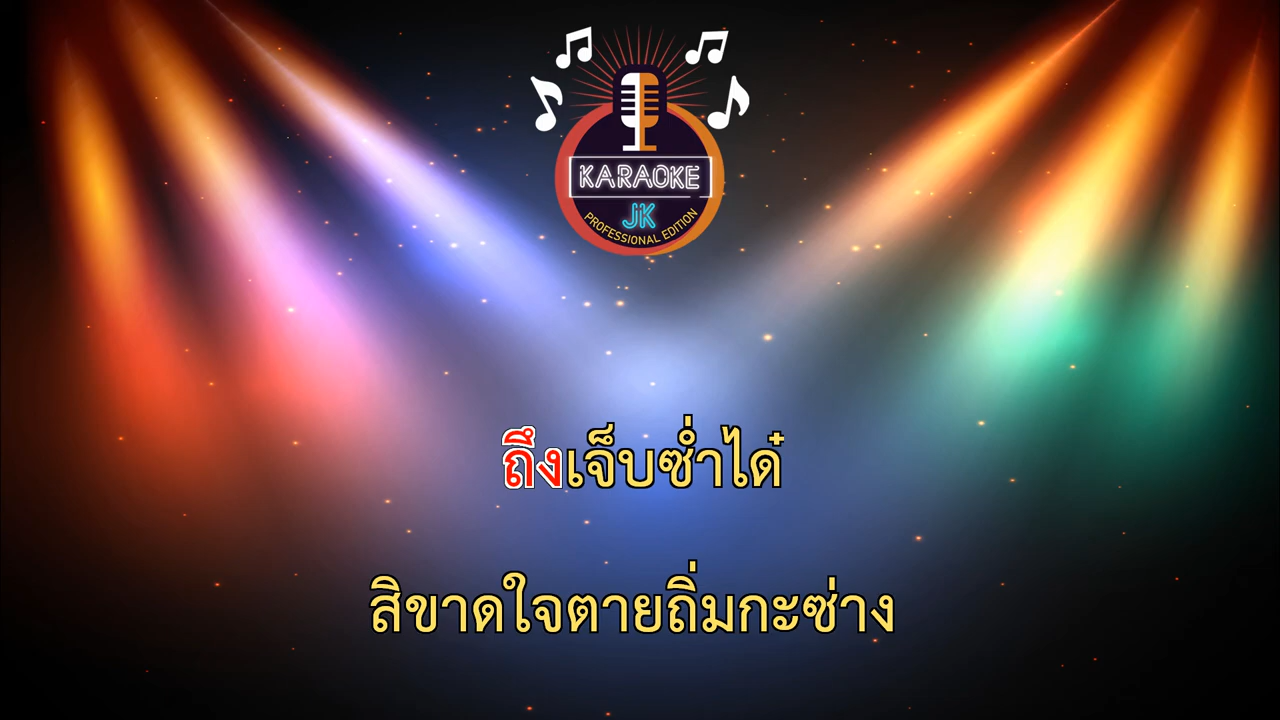 KARAOKE
JK
PROFESSIONAL EDITION
ถึงเจ็บซ่ำได๋
สิขาดใจตายถิ่มกะซ่าง